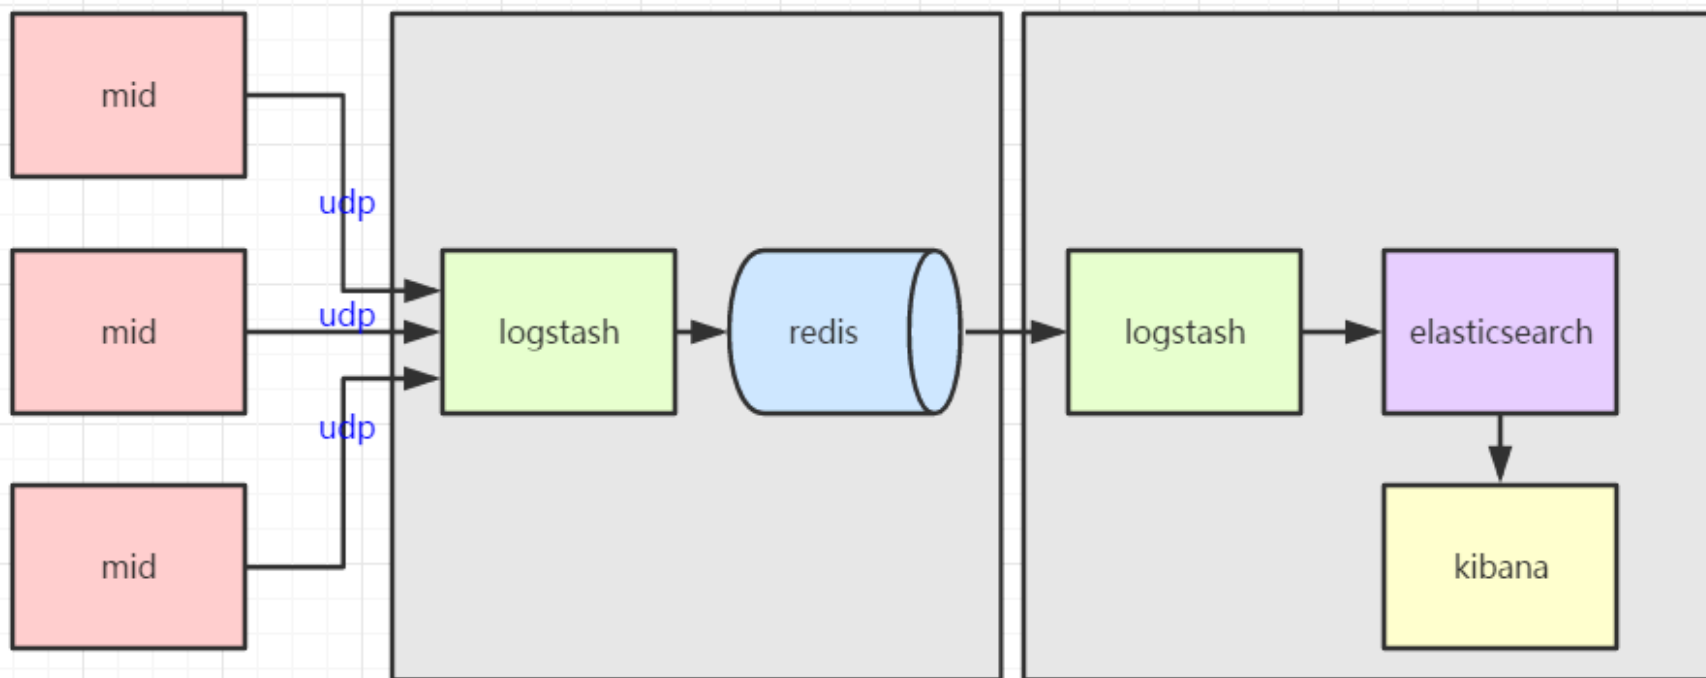 mid
udp
mid
udp
logstash
redis
logstash
elasticsearch
udp
mid
kibana